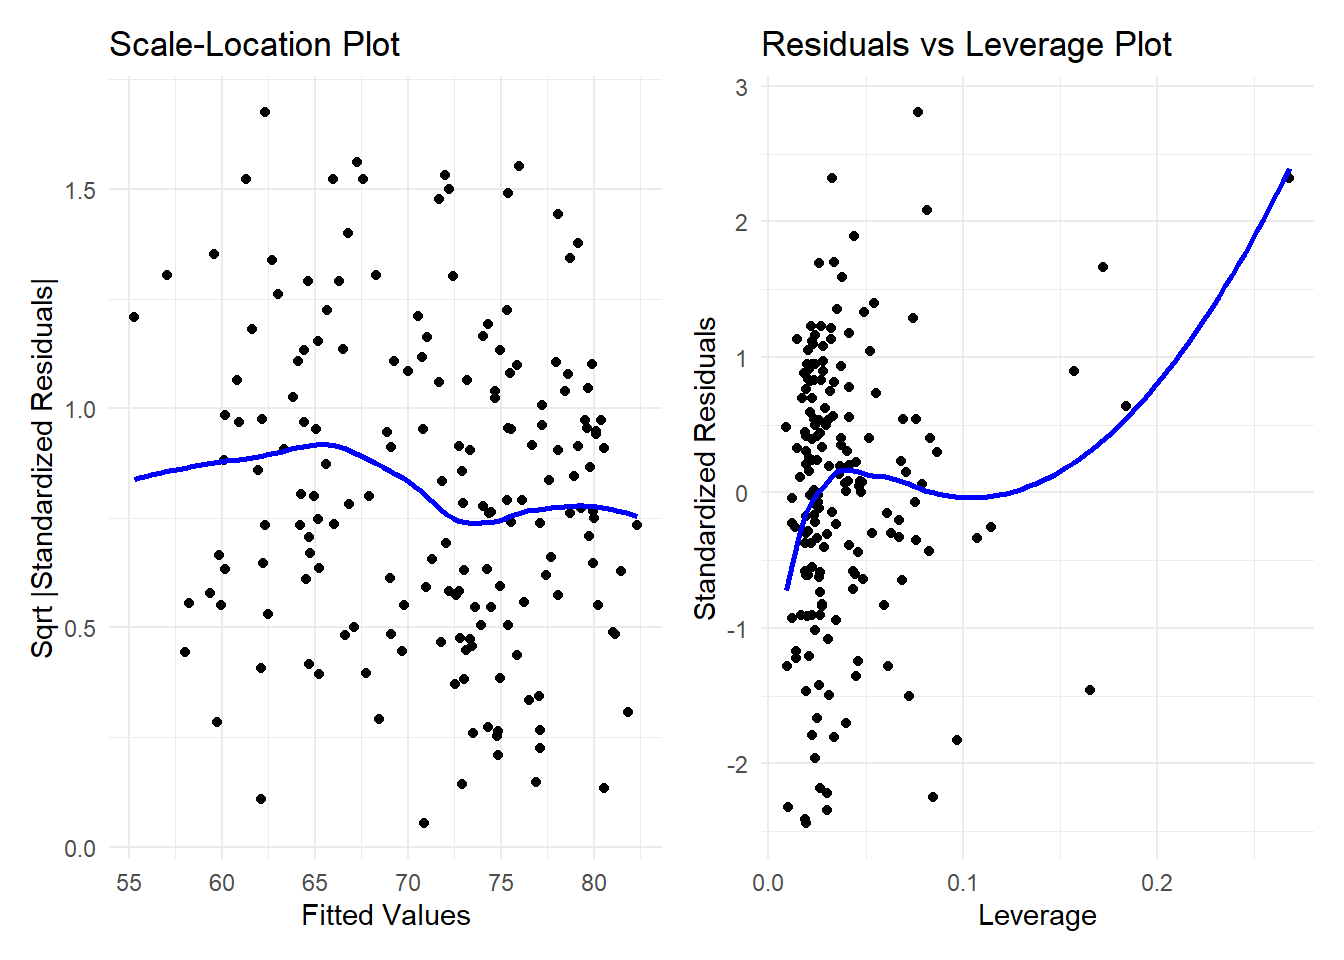 Scale-Location Plot
Sqrt |Standardized Residuals|
1.5
1.0
0.5
0.0
55 60 65 70 75 80
Fitted Values
Residuals vs Leverage Plot
Standardized Residuals
3
2
1
0
-1
-2
0.0 0.1 0.2
Leverage